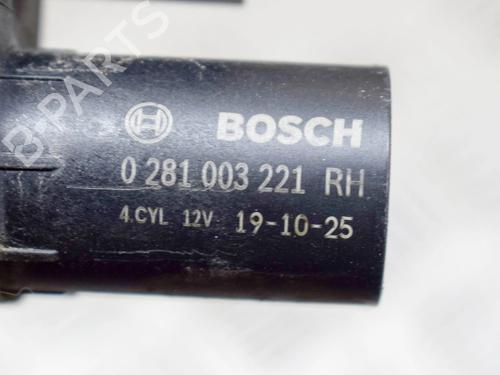 B-PARTS
BOSCH
0 281 003 221 RH
4.CYL 12V 19-10-25